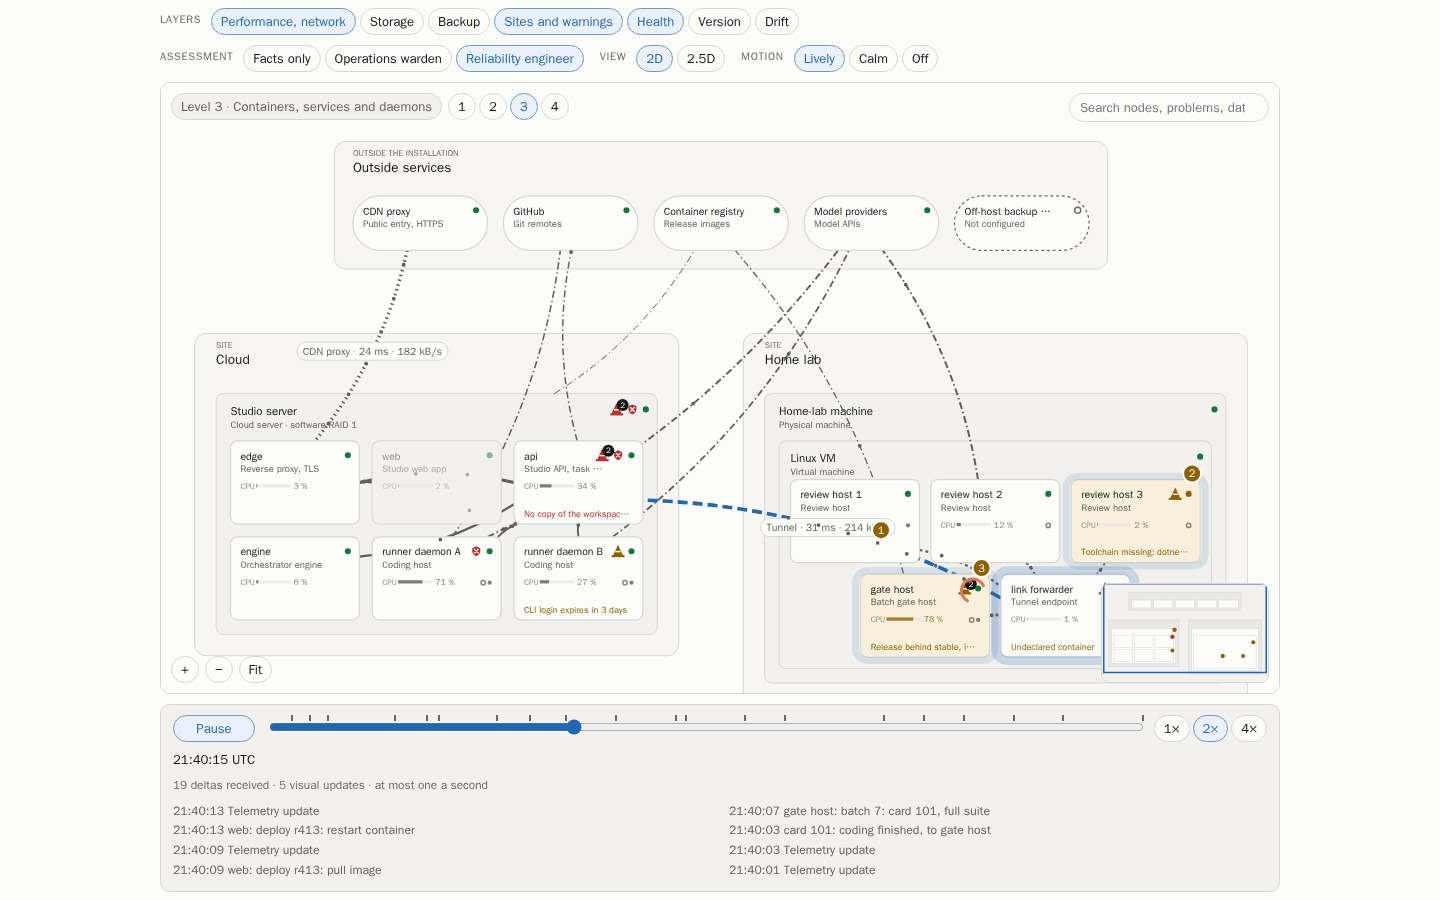 LAYERS Performance, network Storage Backup Sites and warnings Health Version Drift
ASSESSMENT Facts only Operations warden Reliability engineer VIEW 2D 2.5D MOTION Lively Calm Off
Level 3 · Containers, services and daemons 1 2 3 4 Search nodes, problems, dat
OUTSIDE THE INSTALLATION
Outside services
CDN proxy
Public entry, HTTPS
GitHub
Git remotes
Container registry
Release images
Model providers
Model APIs
Off-host backup ···
Not configured
SITE
Cloud
CDN proxy · 24 ms · 182 kB/s
Studio server
Cloud server · software RAID 1
2
edge
Reverse proxy, TLS
CPU 3 %
web
Studio web app
CPU 2 %
api
2
Studio API, task ···
CPU 34 %
No copy of the workspac···
engine
Orchestrator engine
CPU 6 %
runner daemon A
Coding host
CPU 71 %
runner daemon B
Coding host
CPU 27 %
CLI login expires in 3 days
SITE
Home lab
Home-lab machine
Physical machine
Linux VM
Virtual machine
review host 1
Review host
Tunnel · 31 ms · 214 k
1
review host 2
Review host
CPU 12 %
2
review host 3
Review host
CPU 2 %
Toolchain missing: dotne···
3
gate host
2
Batch gate host
CPU 78 %
Release behind stable, i···
link forwarder
Tunnel endpoint
CPU 1 %
Undeclared container
+ − Fit
Pause 1× 2× 4×
21:40:15 UTC
19 deltas received · 5 visual updates · at most one a second
21:40:13 Telemetry update
21:40:13 web: deploy r413: restart container
21:40:09 Telemetry update
21:40:09 web: deploy r413: pull image
21:40:07 gate host: batch 7: card 101, full suite
21:40:03 card 101: coding finished, to gate host
21:40:03 Telemetry update
21:40:01 Telemetry update